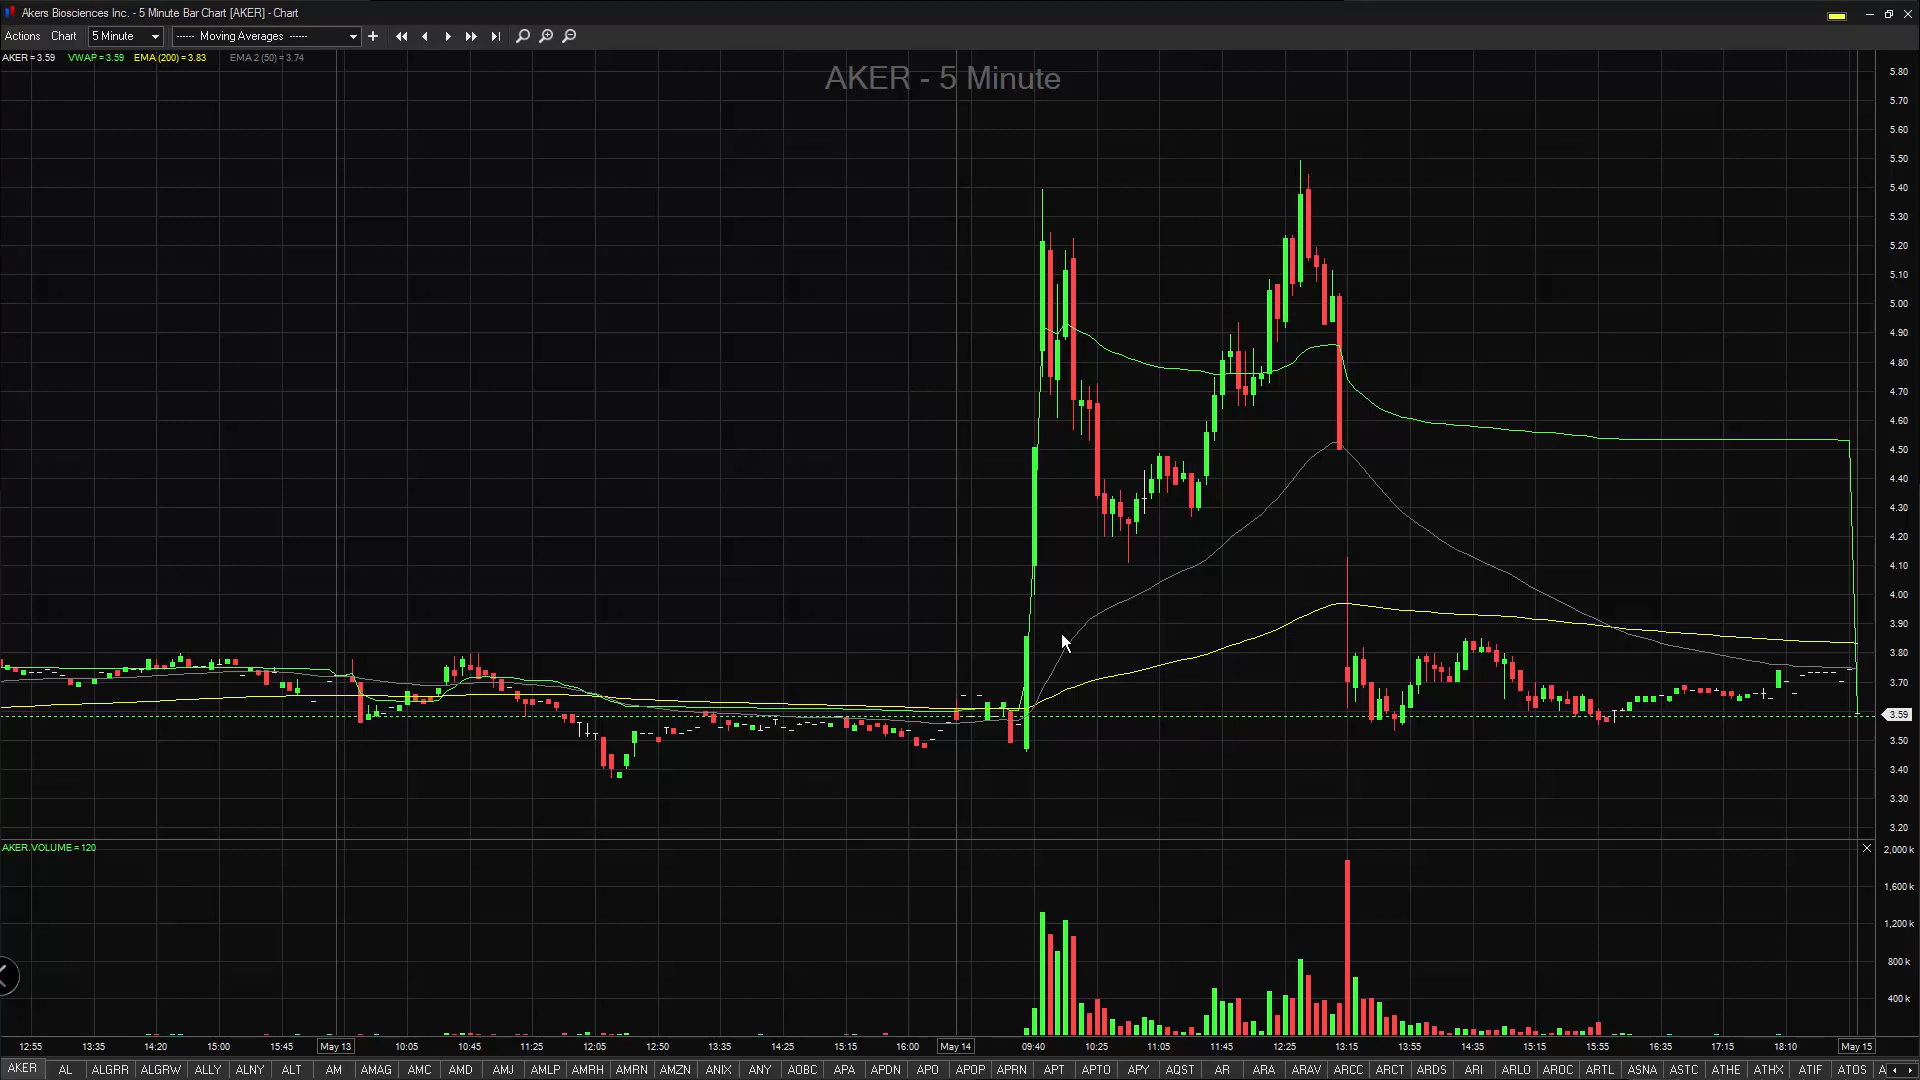 Akers Biosciences Inc. - 5 Minute Bar Chart [AKER] - Chart
Actions Chart 5 Minute ----- Moving Averages ------
AKER = 3.59 VWAP = 3.59 EMA (200) = 3.83 EMA 2 (50) = 3.74
AKER - 5 Minute
5.80
5.70
5.60
5.50
5.40
5.30
5.20
5.10
5.00
4.90
4.80
4.70
4.60
4.50
4.40
4.30
4.20
4.10
4.00
3.90
3.80
3.70
3.59
3.50
3.40
3.30
3.20
AKER.VOLUME = 120
2,000 k
1,600 k
1,200 k
800 k
400 k
12:55 13:35 14:20 15:00 15:45 May 13 10:05 10:45 11:25 12:05 12:50 13:35 14:25 15:15 16:00 May 14 09:40 10:25 11:05 11:45 12:25 13:15 13:55 14:35 15:15 15:55 16:35 17:15 18:10 May 15
AKER AL ALGRR ALGRW ALLY ALNY ALT AM AMAG AMC AMD AMJ AMLP AMRH AMRN AMZN ANIX ANY AOBC APA APDN APO APOP APRN APT APTO APY AQST AR ARA ARAV ARCC ARCT ARDS ARI ARLO AROC ARTL ASNA ASTC ATHE ATHX ATIF ATOS A